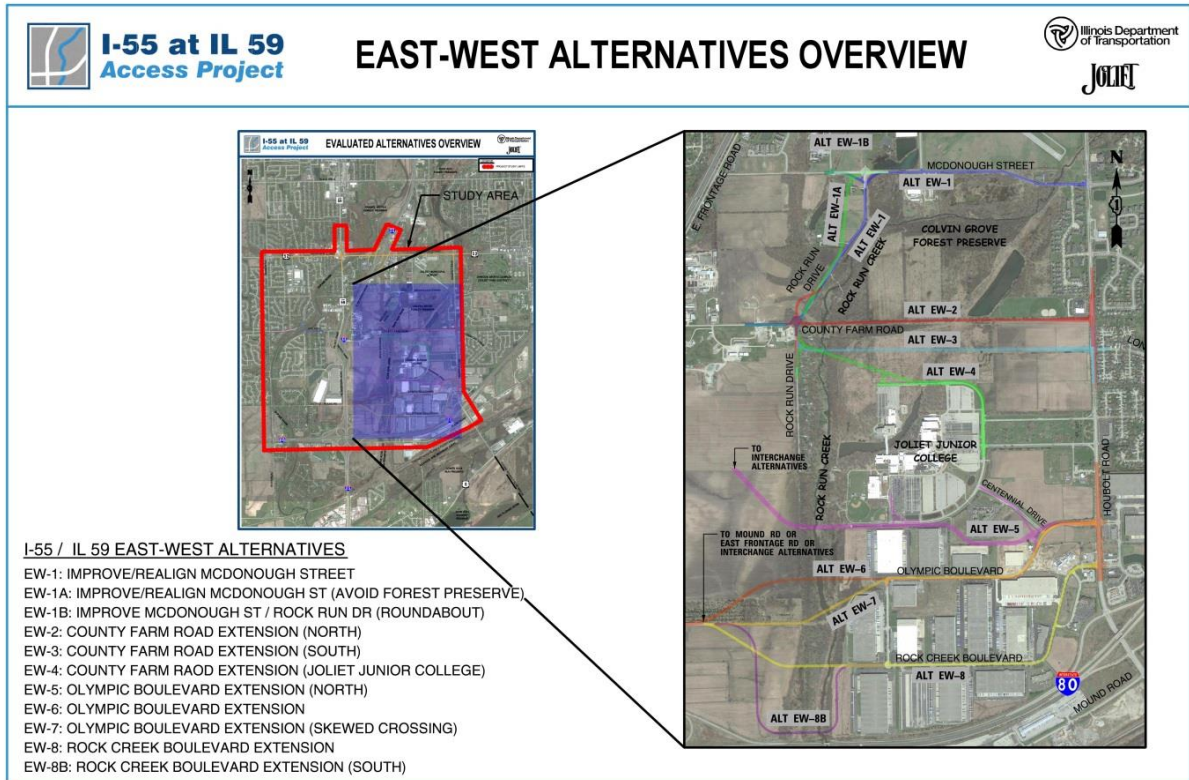 I-55 at IL 59
Access Project
EAST-WEST ALTERNATIVES OVERVIEW
Illinois Department
of Transportation
JOLIET
I-55 at IL 59
Access Project
EVALUATED ALTERNATIVES OVERVIEW
STUDY AREA
I-55 / IL 59 EAST-WEST ALTERNATIVES
EW-1: IMPROVE/REALIGN MCDONOUGH STREET
EW-1A: IMPROVE/REALIGN MCDONOUGH ST (AVOID FOREST PRESERVE)
EW-1B: IMPROVE MCDONOUGH ST / ROCK RUN DR (ROUNDABOUT)
EW-2: COUNTY FARM ROAD EXTENSION (NORTH)
EW-3: COUNTY FARM ROAD EXTENSION (SOUTH)
EW-4: COUNTY FARM RAOD EXTENSION (JOLIET JUNIOR COLLEGE)
EW-5: OLYMPIC BOULEVARD EXTENSION (NORTH)
EW-6: OLYMPIC BOULEVARD EXTENSION
EW-7: OLYMPIC BOULEVARD EXTENSION (SKEWED CROSSING)
EW-8: ROCK CREEK BOULEVARD EXTENSION
EW-8B: ROCK CREEK BOULEVARD EXTENSION (SOUTH)
ALT EW-1B
E. FRONTAGE ROAD
MCDONOUGH STREET
N
ALT EW-1
ALT EW-1A
ALT EW-1
COLVIN GROVE
FOREST PRESERVE
ROCK RUN
DRIVE
ROCK RUN CREEK
ALT EW-2
COUNTY FARM ROAD
ALT EW-3
LON
ROCK RUN DRIVE
ALT EW-4
JOLIET JUNIOR
COLLEGE
TO
INTERCHANGE
ALTERNATIVES
ROCK RUN CREEK
CENTENNIAL DRIVE
HOUBOLT ROAD
ALT EW-5
TO MOUND RD OR
EAST FRONTAGE RD OR
INTERCHANGE ALTERNATIVES
ALT EW-6
OLYMPIC BOULEVARD
ALT EW-7
ROCK CREEK BOULEVARD
ALT EW-8
80
MOUND ROAD
ALT EW-8B